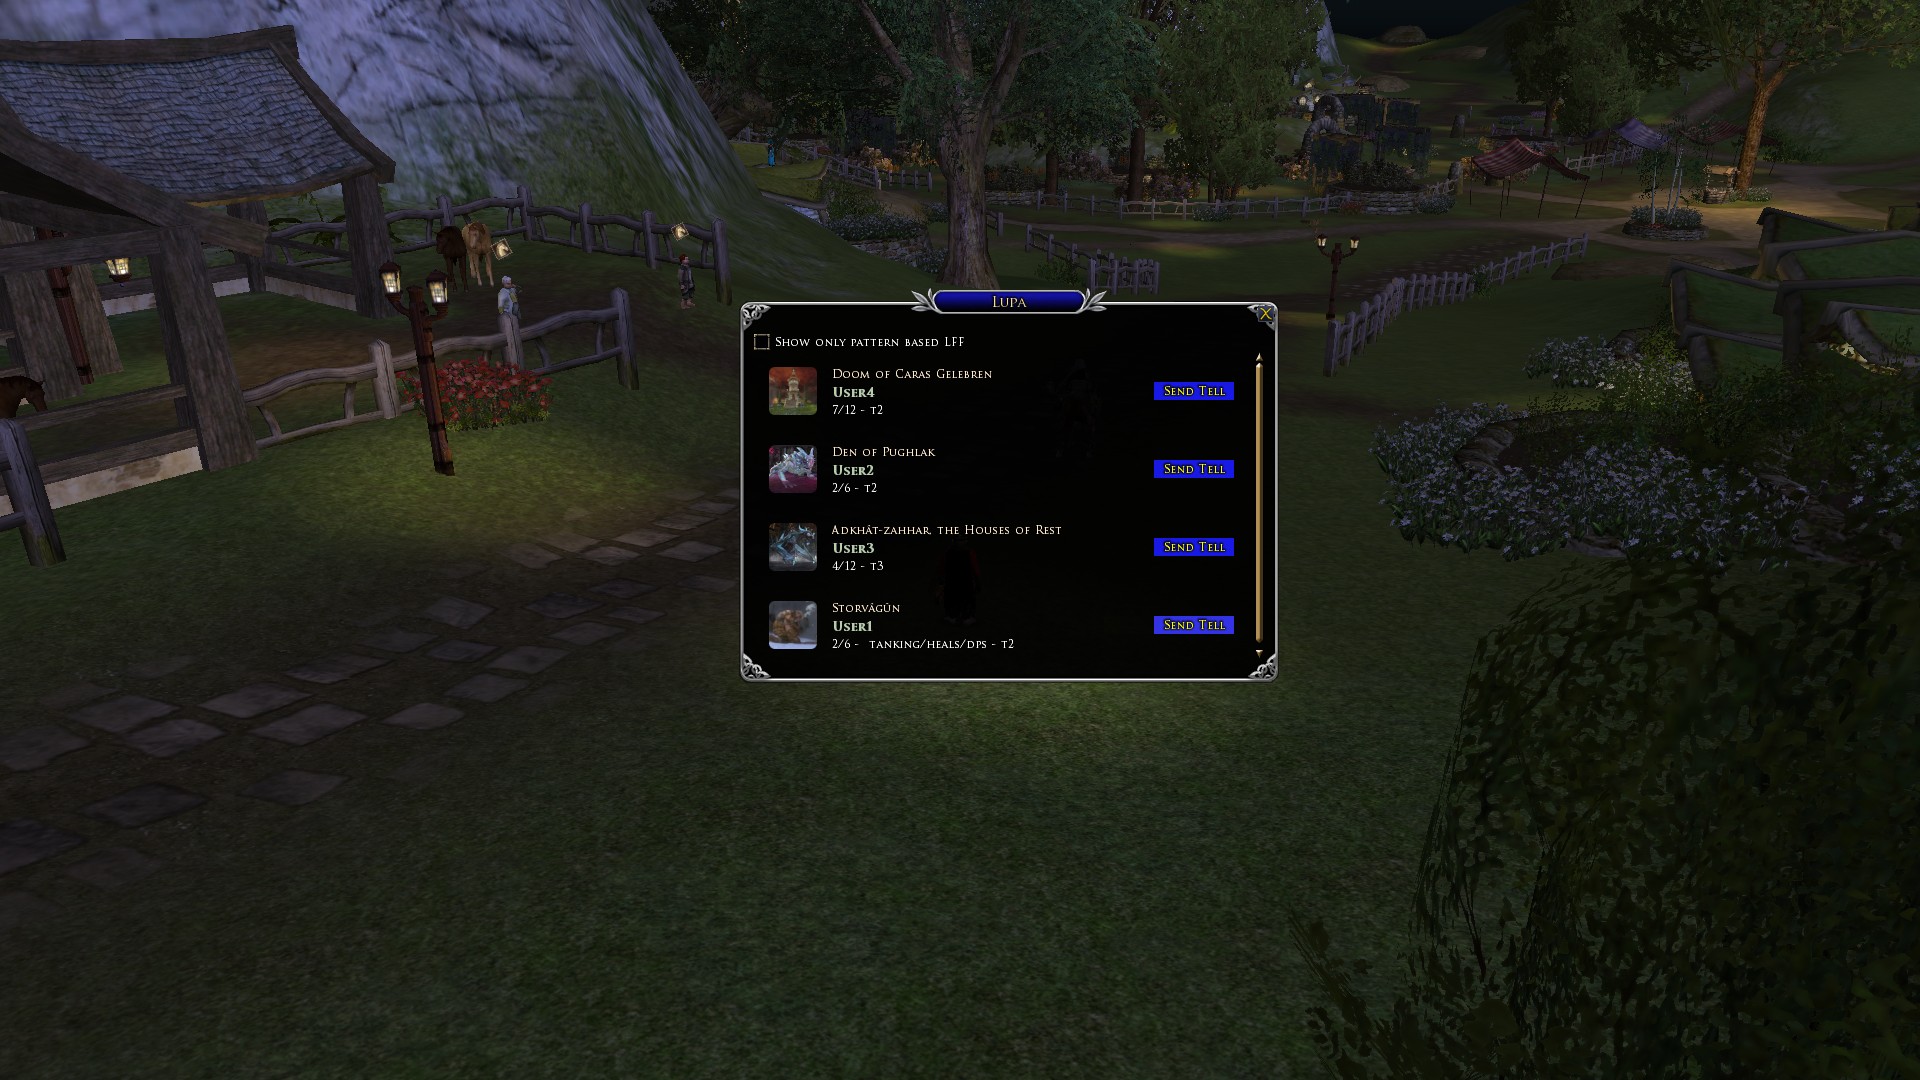 Lupa
X
Show only pattern based LFF
Doom of Caras Gelebren
User4
7/12 - t2
Send Tell
Den of Pughlak
User2
2/6 - t2
Send Tell
Adkhât-zahhar, the Houses of Rest
User3
4/12 - t3
Send Tell
Storvâgûn
User1
2/6 - tanking/heals/dps - t2
Send Tell